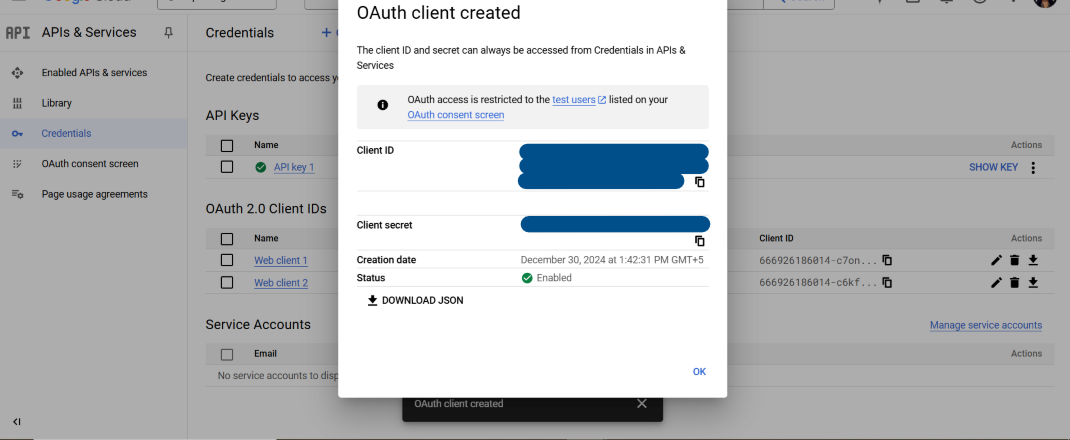 Google Cloud
OAuth client created
API APIs & Services
Credentials
The client ID and secret can always be accessed from Credentials in APIs &
Services
Enabled APIs & services
Create credentials to access
OAuth access is restricted to the test users listed on your
OAuth consent screen
Library
API Keys
Credentials
Name
Client ID
Actions
OAuth consent screen
API key 1
SHOW KEY
Page usage agreements
OAuth 2.0 Client IDs
Client secret
Name
Client ID
Actions
Web client 1
Creation date
December 30, 2024 at 1:42:31 PM GMT+5
666926186014-c7on...
Status
Enabled
Web client 2
666926186014-c6kf...
DOWNLOAD JSON
Service Accounts
Manage service accounts
Email
Actions
No service accounts to
OK
OAuth client created